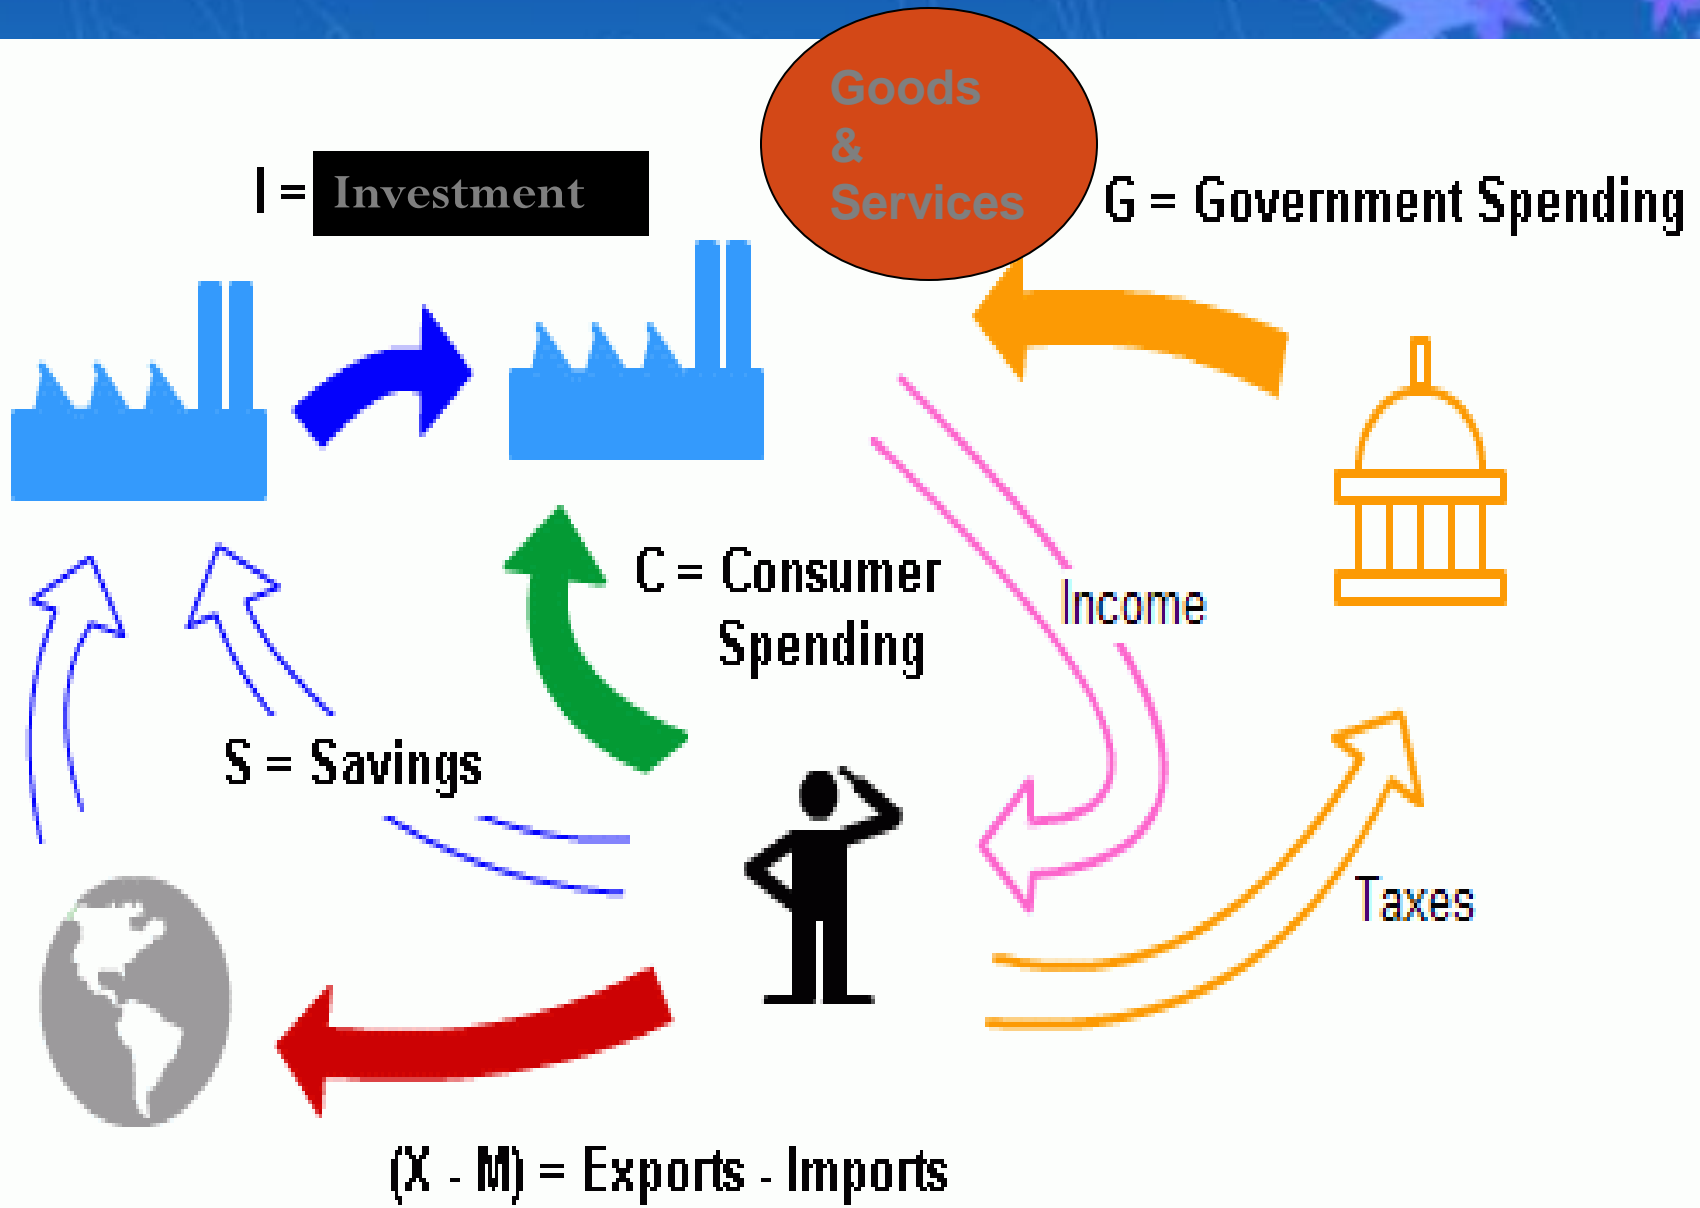 Goods
&
Services
I = Investment
G = Government Spending
C = Consumer
Spending
Income
S = Savings
Taxes
(X - M) = Exports - Imports